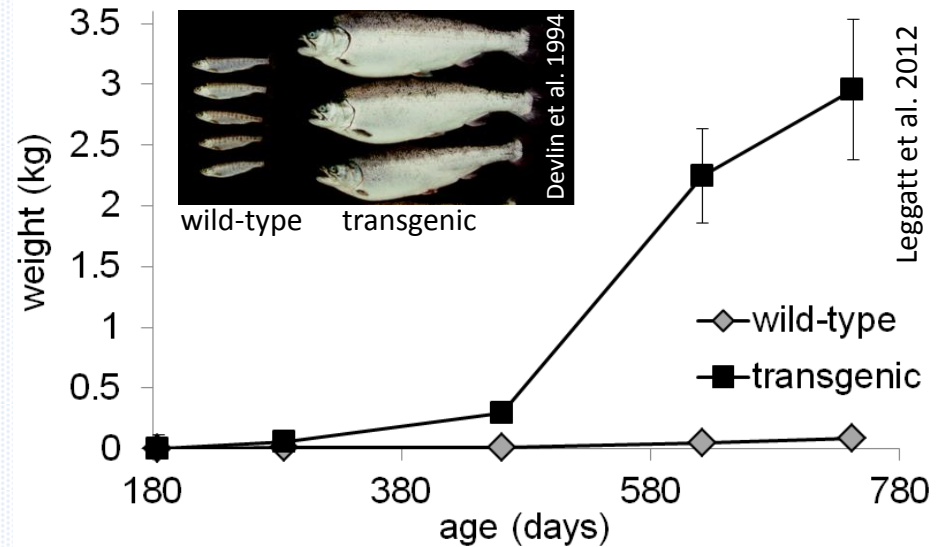 weight (kg)
3.5
3
2.5
2
1.5
1
0.5
0
Devlin et al. 1994
wild-type transgenic
Leggatt et al. 2012
wild-type
transgenic
180 380 580 780
age (days)